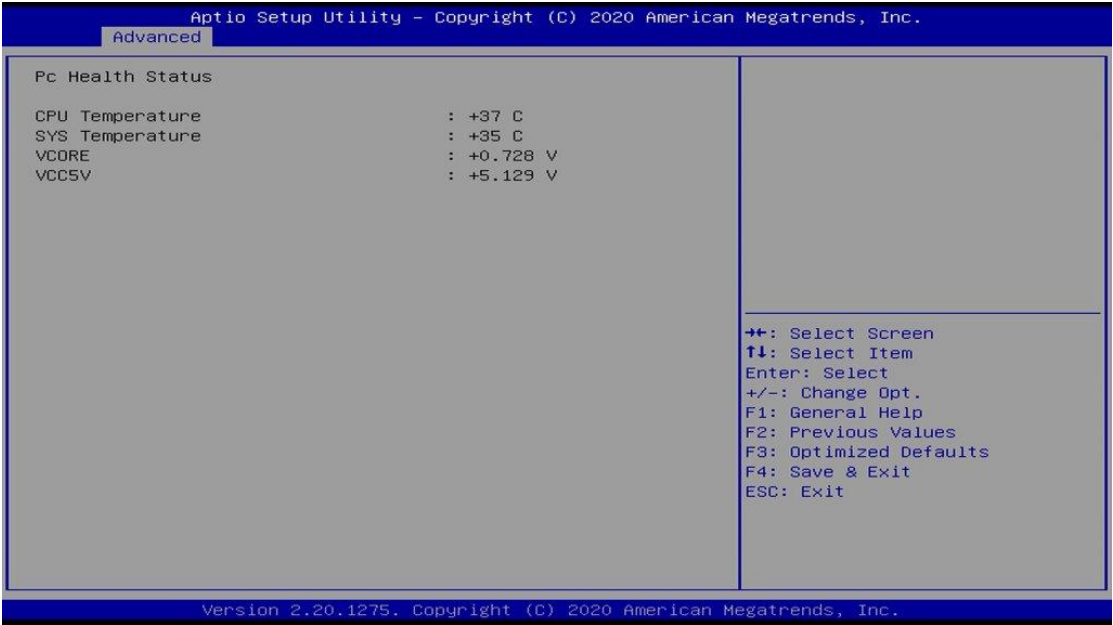 Aptio Setup Utility – Copyright (C) 2020 American Megatrends, Inc.
Advanced
Pc Health Status
CPU Temperature : +37 C
SYS Temperature : +35 C
VCORE : +0.728 V
VCC5V : +5.129 V
→←: Select Screen
↑↓: Select Item
Enter: Select
+/-: Change Opt.
F1: General Help
F2: Previous Values
F3: Optimized Defaults
F4: Save & Exit
ESC: Exit
Version 2.20.1275. Copyright (C) 2020 American Megatrends, Inc.